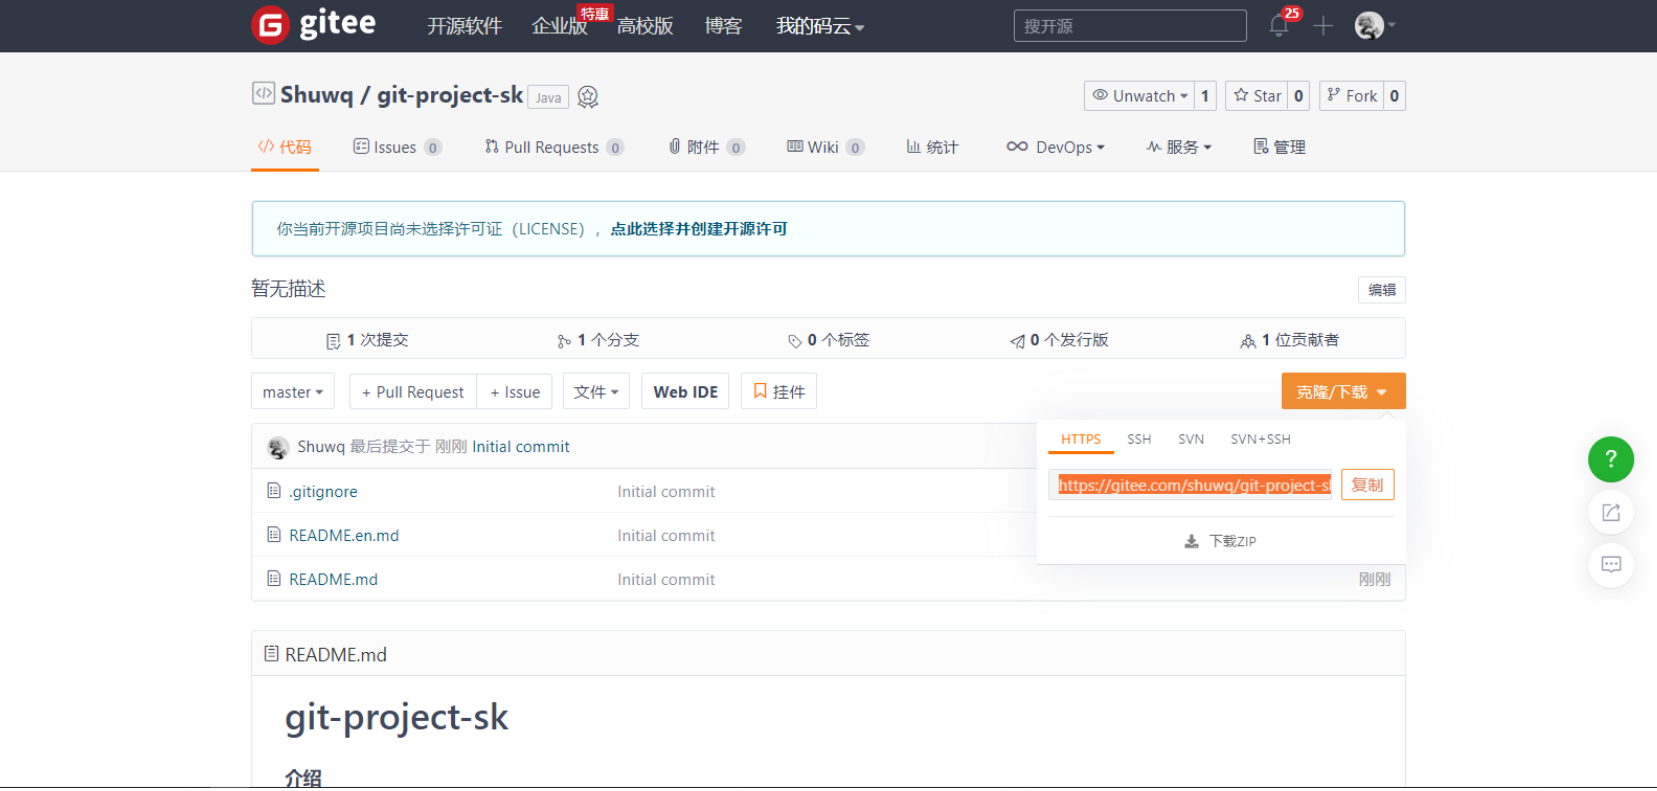 gitee 开源软件 企业版 特惠 高校版 博客 我的码云 搜开源 25
Shuwq / git-project-sk Java Unwatch 1 Star 0 Fork 0
代码 Issues 0 Pull Requests 0 附件 0 Wiki 0 统计 DevOps 服务 管理
你当前开源项目尚未选择许可证（LICENSE），点此选择并创建开源许可
暂无描述 编辑
1 次提交 1 个分支 0 个标签 0 个发行版 1 位贡献者
master + Pull Request + Issue 文件 Web IDE 挂件 克隆/下载
HTTPS SSH SVN SVN+SSH
Shuwq 最后提交于 刚刚 Initial commit
https://gitee.com/shuwq/git-project-s 复制
.gitignore Initial commit
README.en.md Initial commit
下载ZIP
README.md Initial commit 刚刚
README.md
git-project-sk
介绍